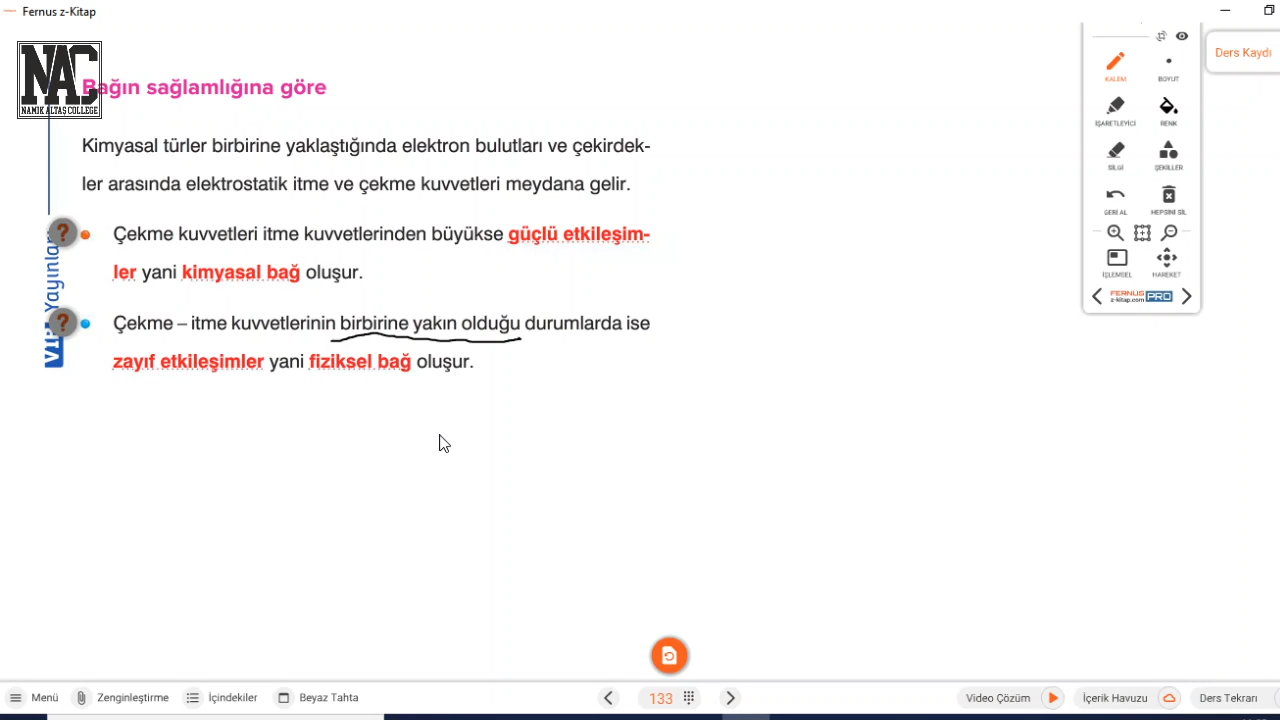 Fernus z-Kitap
NAC
NAMIK ALTAŞ COLLEGE
Bağın sağlamlığına göre
Kimyasal türler birbirine yaklaştığında elektron bulutları ve çekirdek-
ler arasında elektrostatik itme ve çekme kuvvetleri meydana gelir.
? Çekme kuvvetleri itme kuvvetlerinden büyükse güçlü etkileşim-
ler yani kimyasal bağ oluşur.
? Çekme – itme kuvvetlerinin birbirine yakın olduğu durumlarda ise
zayıf etkileşimler yani fiziksel bağ oluşur.
Yayınlar
KALEM
BOYUT
İŞARETLEYİCİ
RENK
SİLGİ
ŞEKİLLER
GERİ AL
HEPSİNİ SİL
İŞLEMSEL
HAREKET
FERNUS
z-kitap.com PRO
Ders Kaydı
Menü Zenginleştirme İçindekiler Beyaz Tahta 133 Video Çözüm İçerik Havuzu Ders Tekrarı